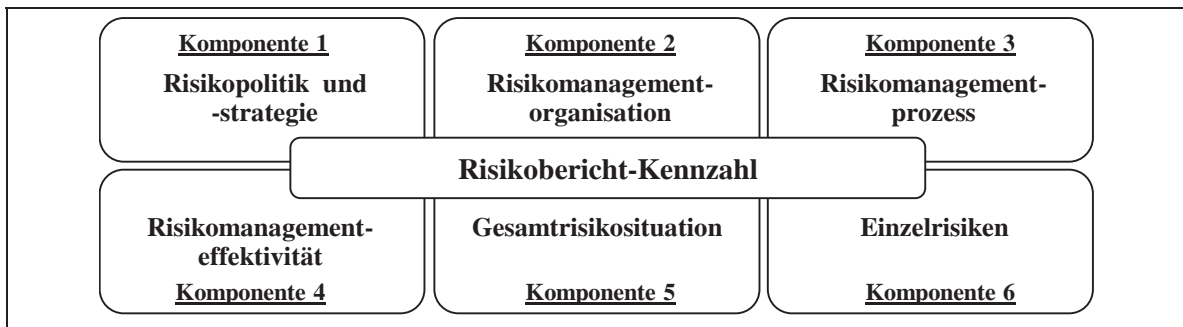 Komponente 1
Risikopolitik und
-strategie
Komponente 2
Risikomanagement-
organisation
Komponente 3
Risikomanagement-
prozess
Risikobericht-Kennzahl
Risikomanagement-
effektivität
Komponente 4
Gesamtrisikosituation
Komponente 5
Einzelrisiken
Komponente 6